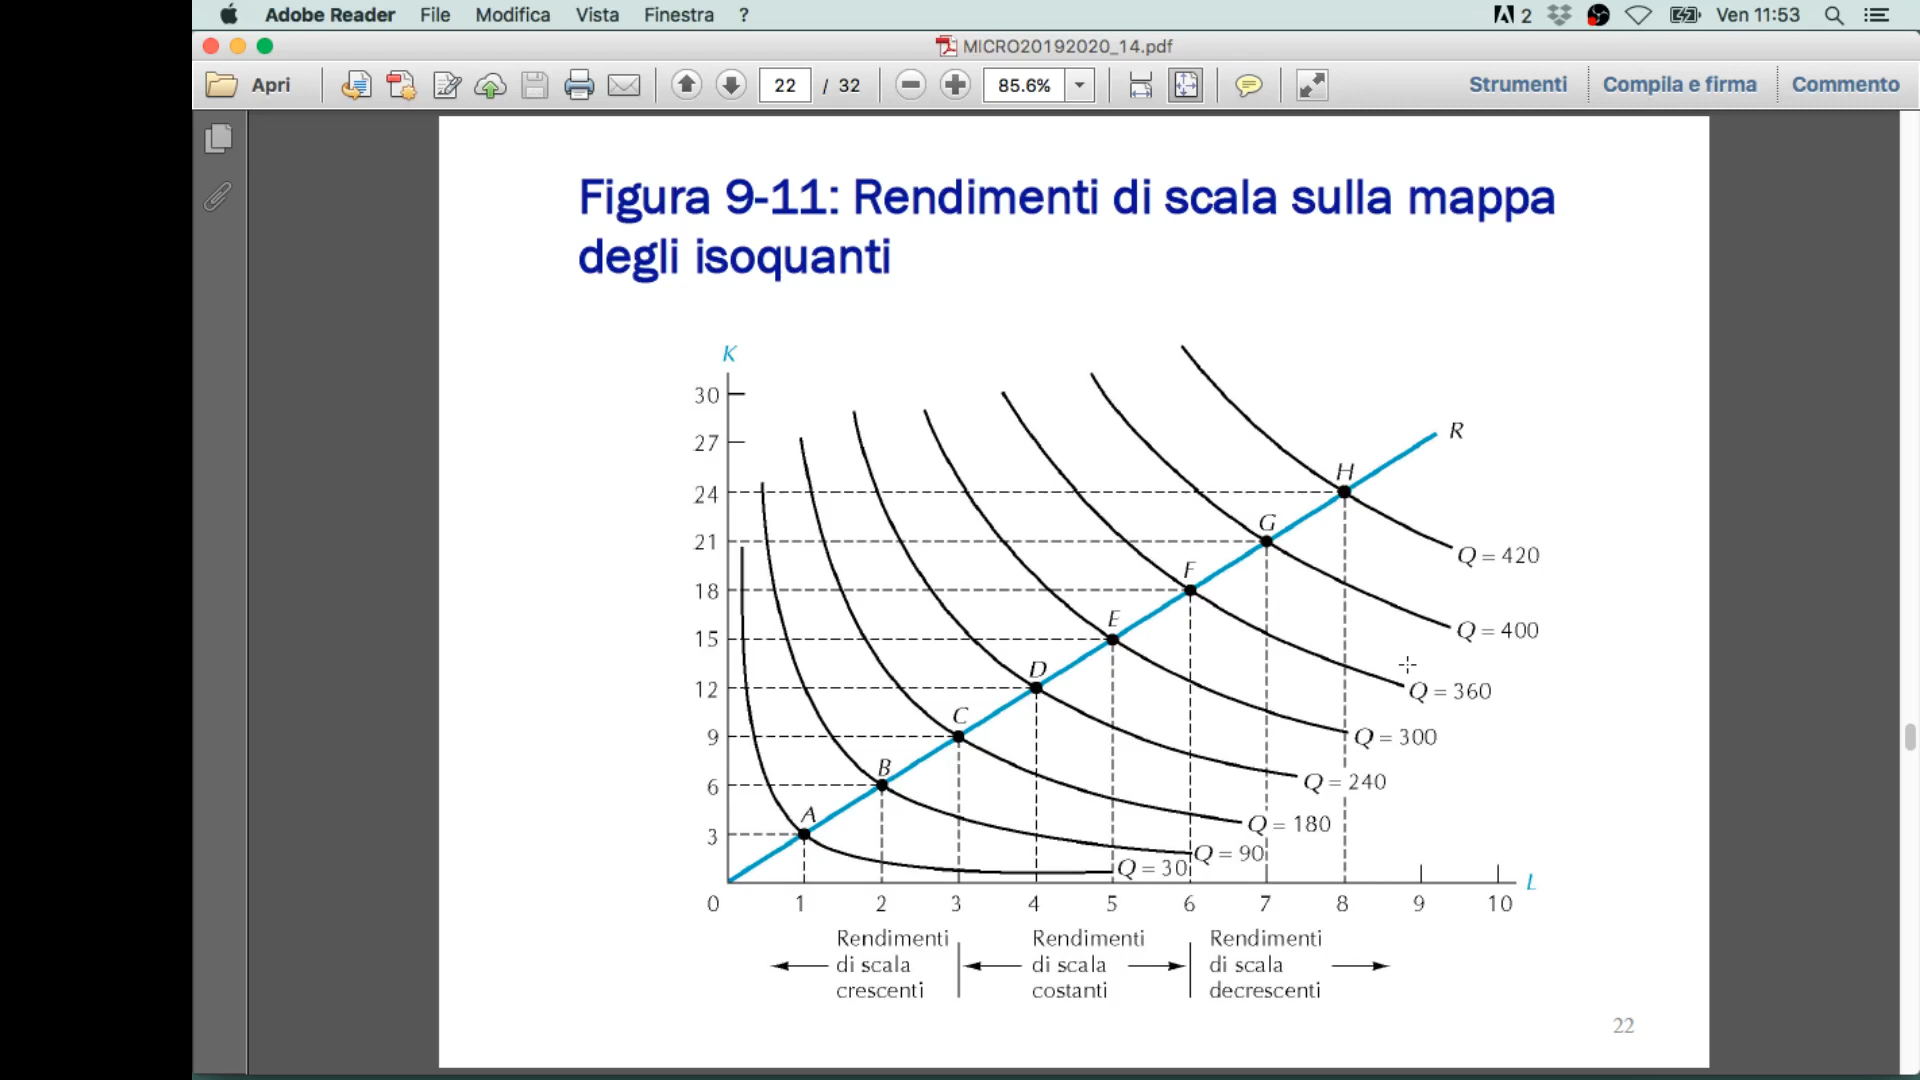 Adobe Reader File Modifica Vista Finestra ? 2 Ven 11:53
MICRO20192020_14.pdf
Apri 22 / 32 85.6% Strumenti Compila e firma Commento
Figura 9-11: Rendimenti di scala sulla mappa
degli isoquanti
K
30
27
24
21
18
15
12
9
6
3
0
R
H
G
F
E
D
C
B
A
Q = 420
Q = 400
Q = 360
Q = 300
Q = 240
Q = 180
Q = 90
Q = 30
L
1 2 3 4 5 6 7 8 9 10
Rendimenti
di scala
crescenti
Rendimenti
di scala
costanti
Rendimenti
di scala
decrescenti
22